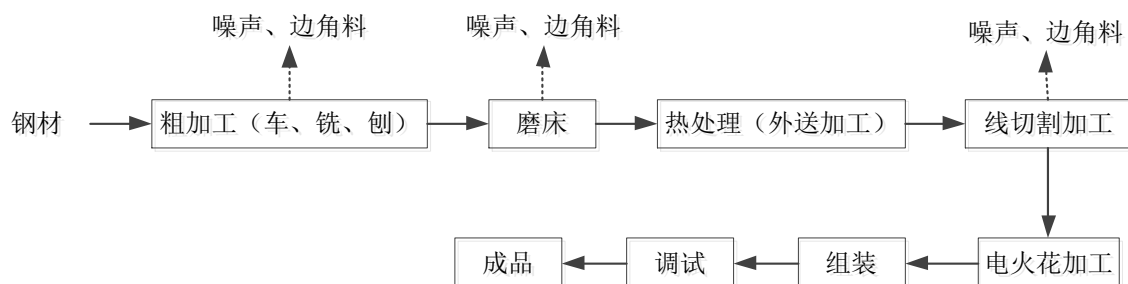 噪声、边角料
噪声、边角料
噪声、边角料
钢材
粗加工（车、铣、刨）
磨床
热处理（外送加工）
线切割加工
成品
调试
组装
电火花加工